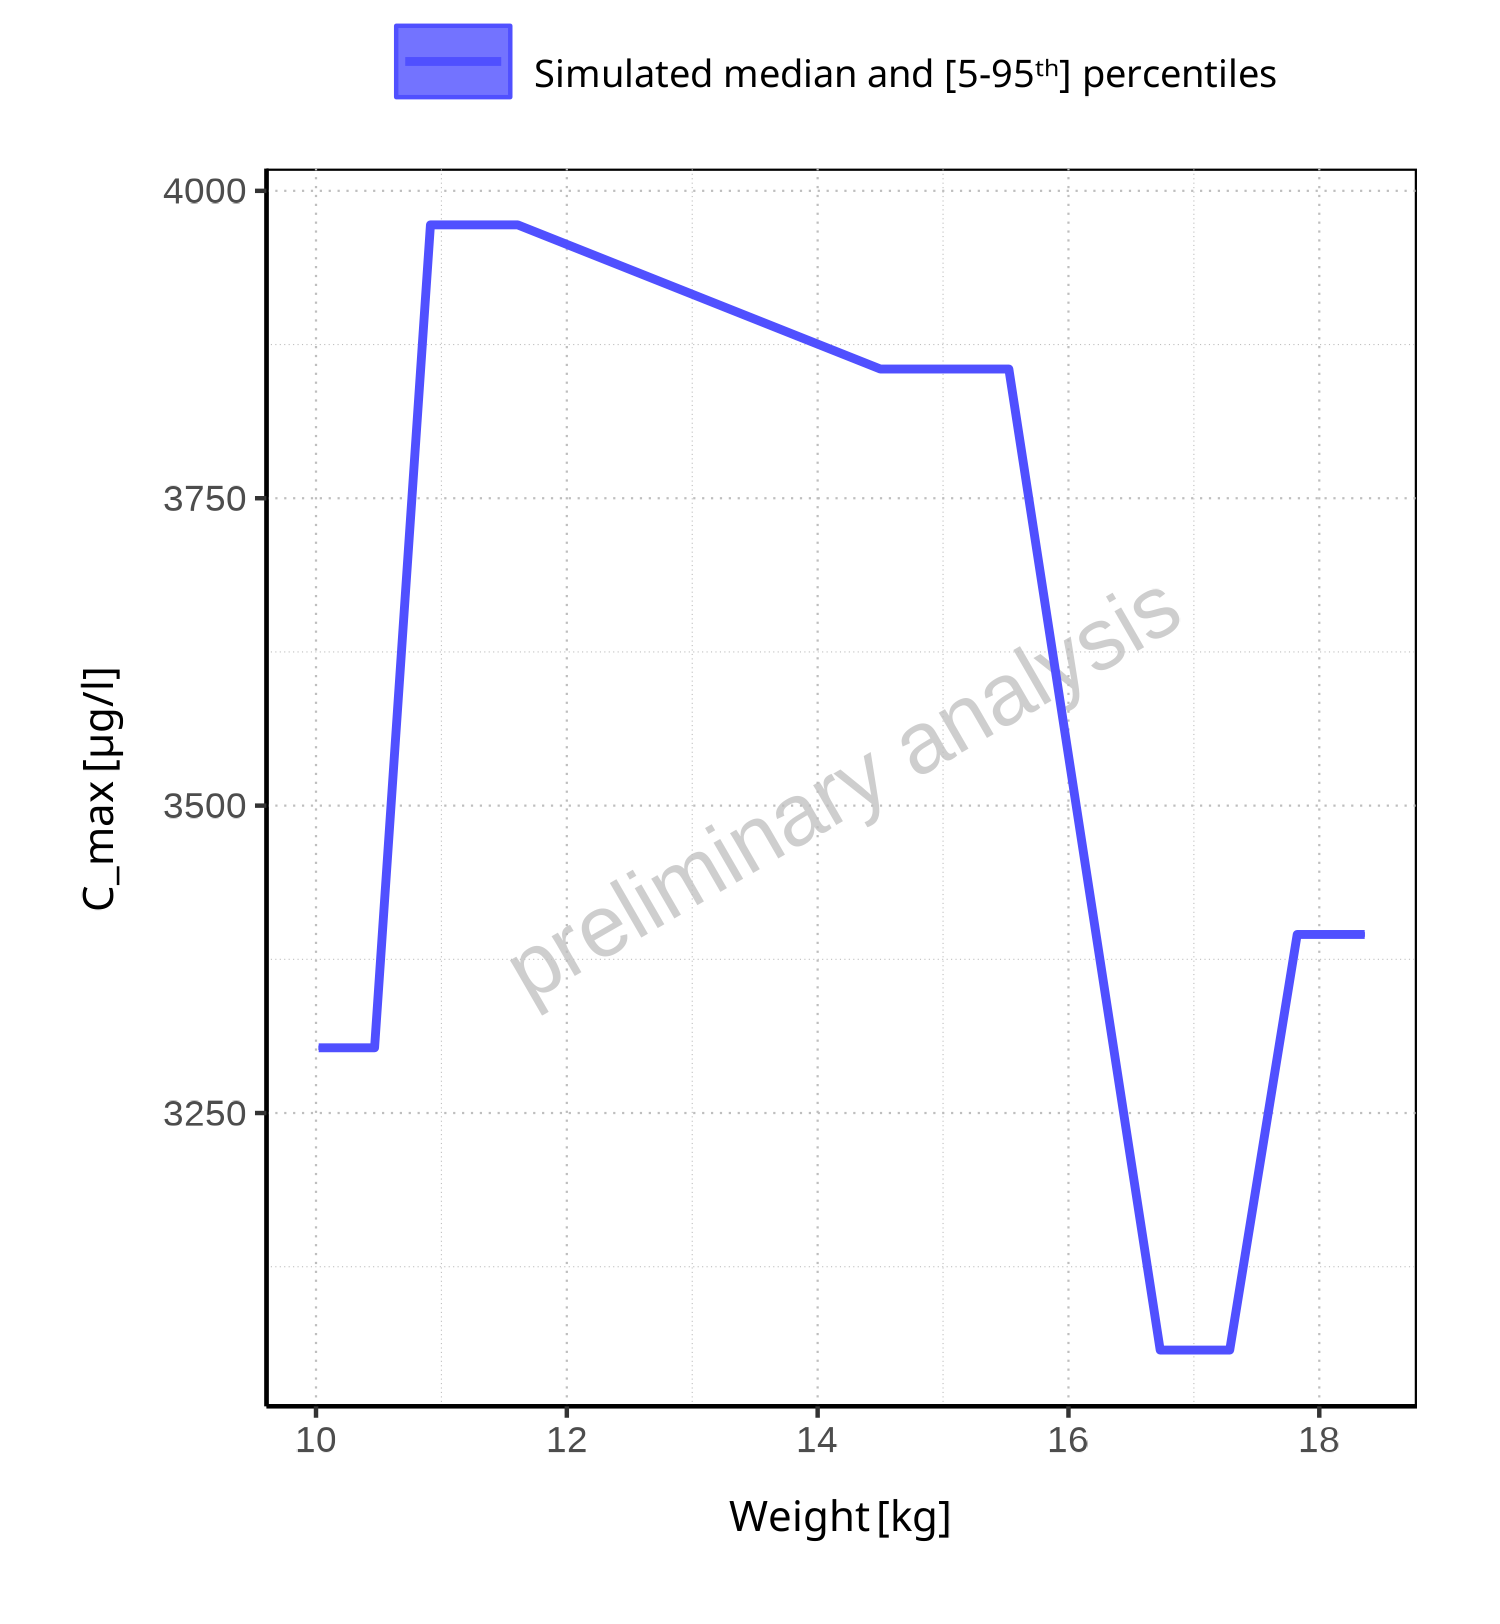 Simulated median and [5-95th] percentiles
4000
3750
3500
3250
C_max [µg/l]
preliminary analysis
10 12 14 16 18
Weight [kg]